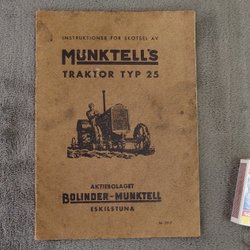 INSTRUKTIONER FÖR SKÖTSEL AV
MUNKTELL'S
TRAKTOR TYP 25
AKTIEBOLAGET
BOLINDER-MUNKTELL
ESKILSTUNA